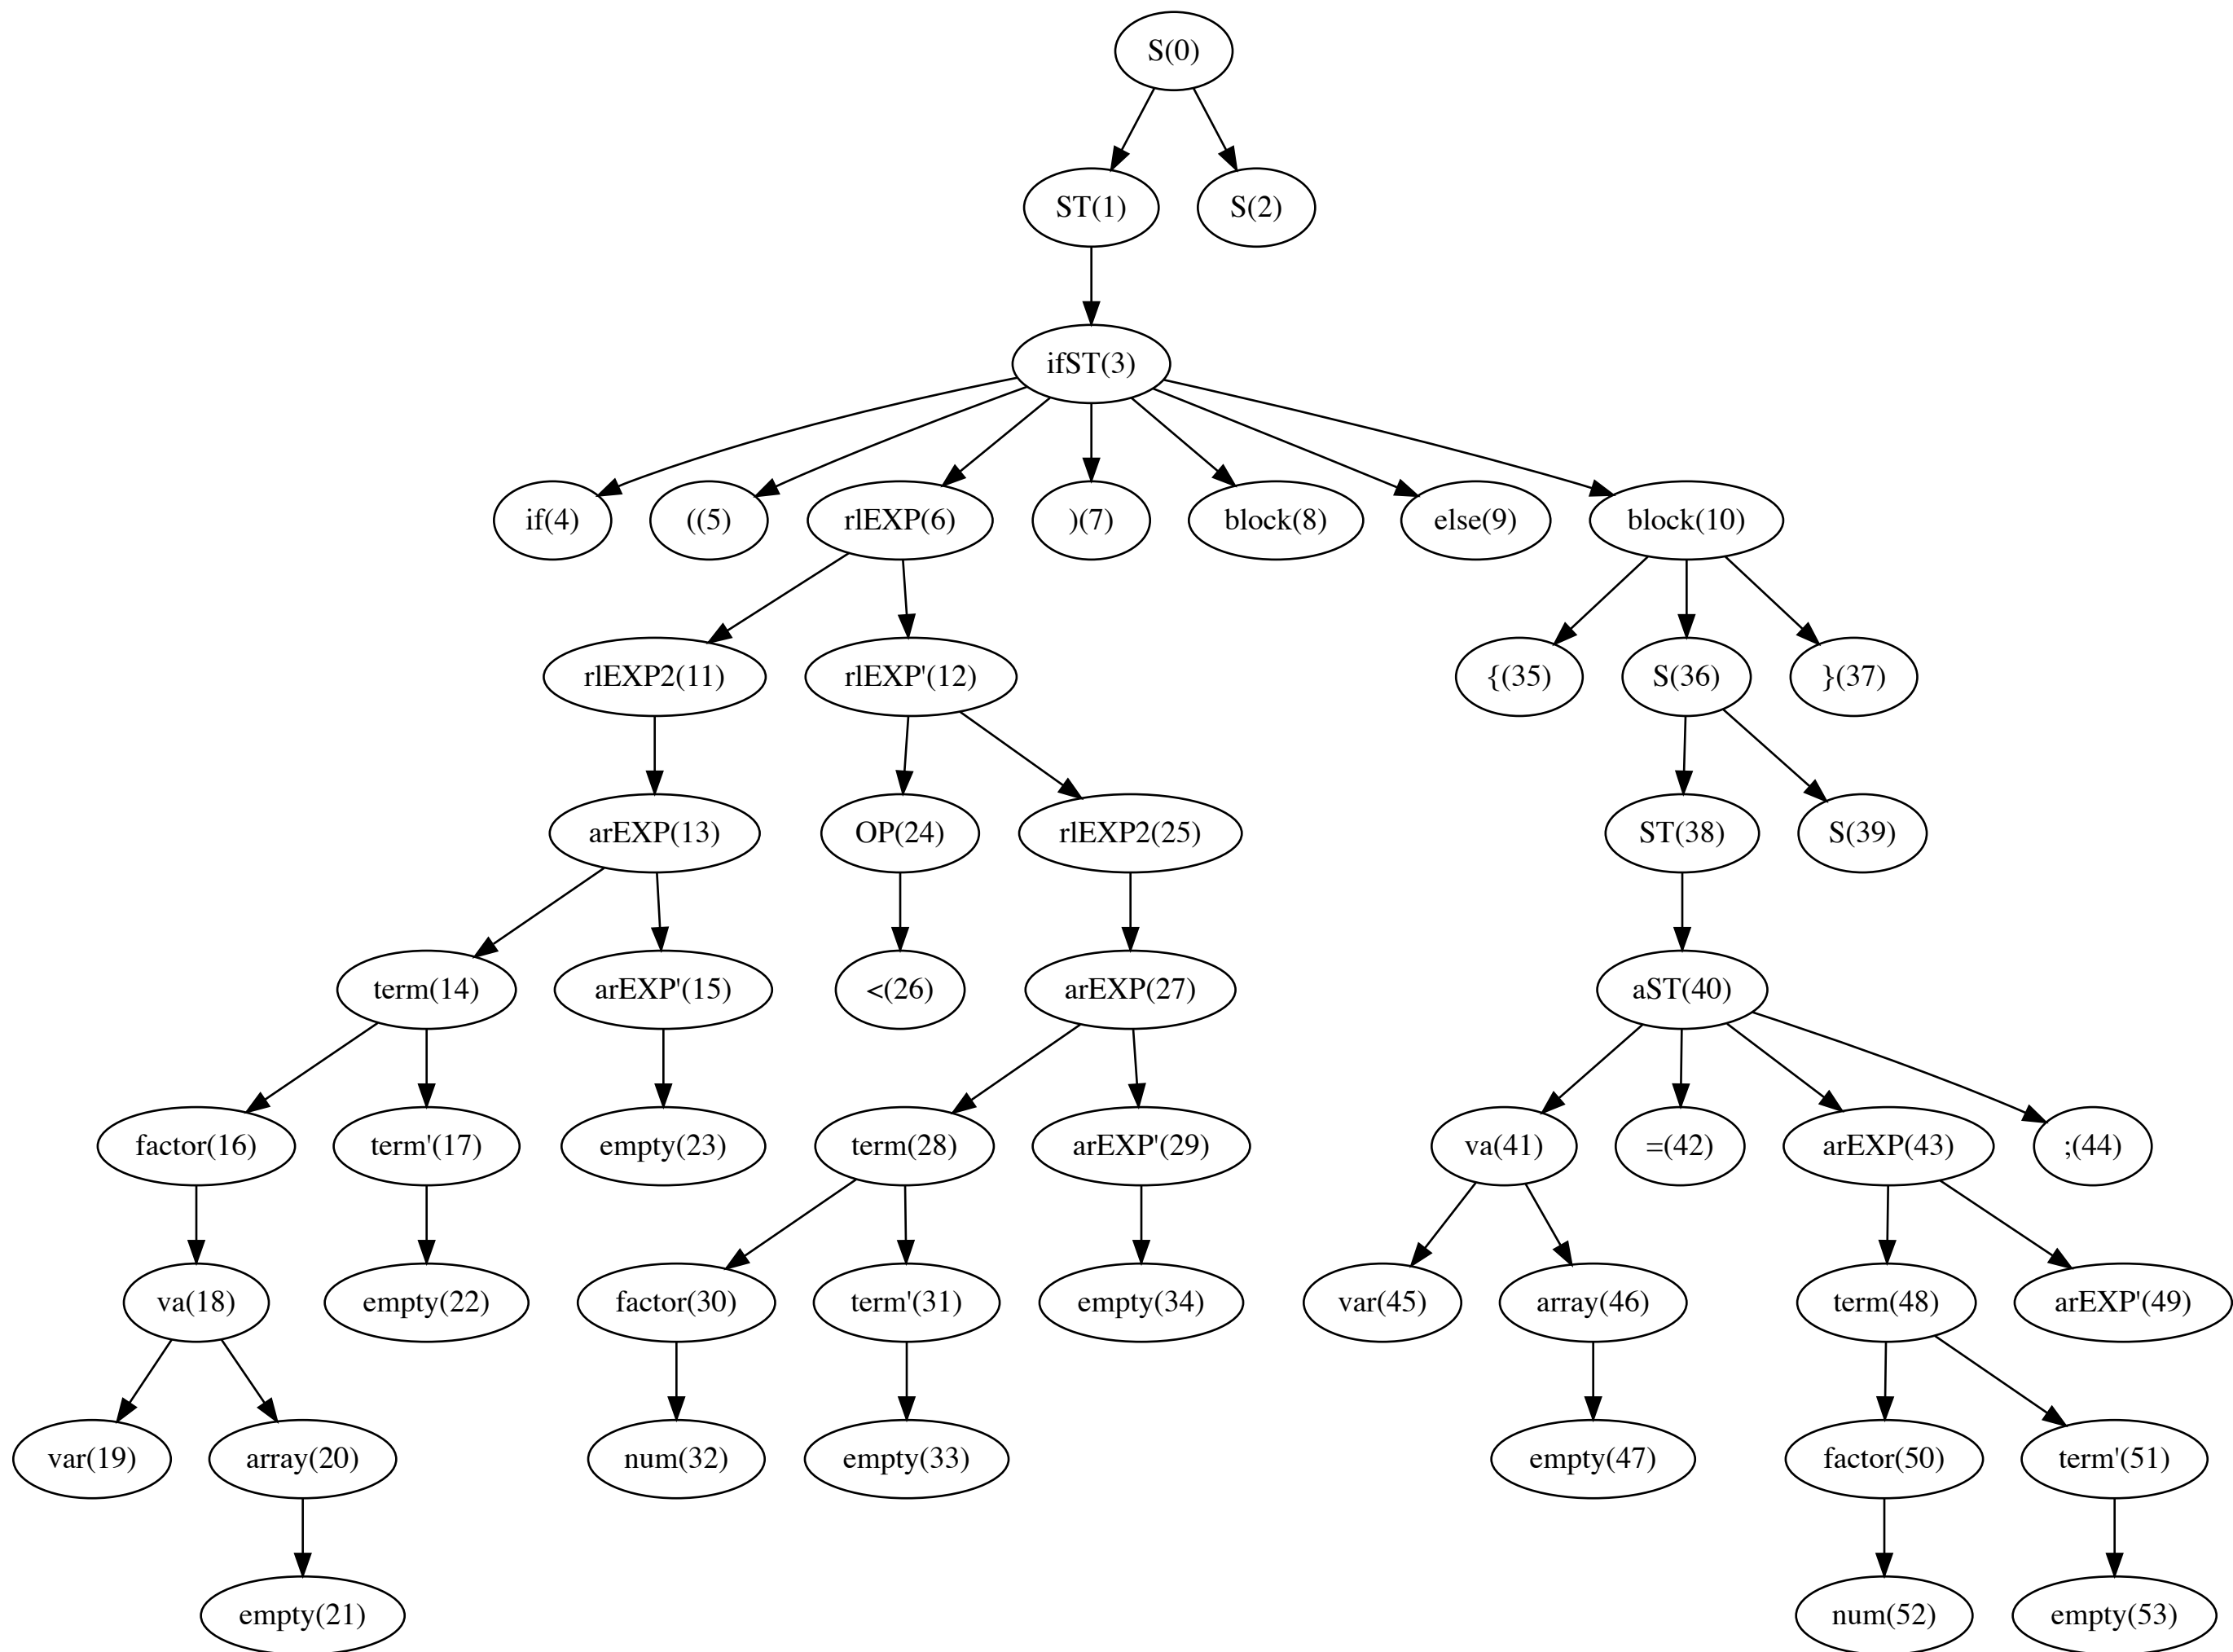 S(0)
ST(1) S(2)
ifST(3)
if(4) ((5) rlEXP(6) )(7) block(8) else(9) block(10)
rlEXP2(11) rlEXP'(12) {(35) S(36) }(37)
arEXP(13) OP(24) rlEXP2(25) ST(38) S(39)
term(14) arEXP'(15) <(26) arEXP(27) aST(40)
factor(16) term'(17) empty(23) term(28) arEXP'(29) va(41) =(42) arEXP(43) ;(44)
va(18) empty(22) factor(30) term'(31) empty(34) var(45) array(46) term(48) arEXP'(49)
var(19) array(20) num(32) empty(33) empty(47) factor(50) term'(51)
empty(21) num(52) empty(53)